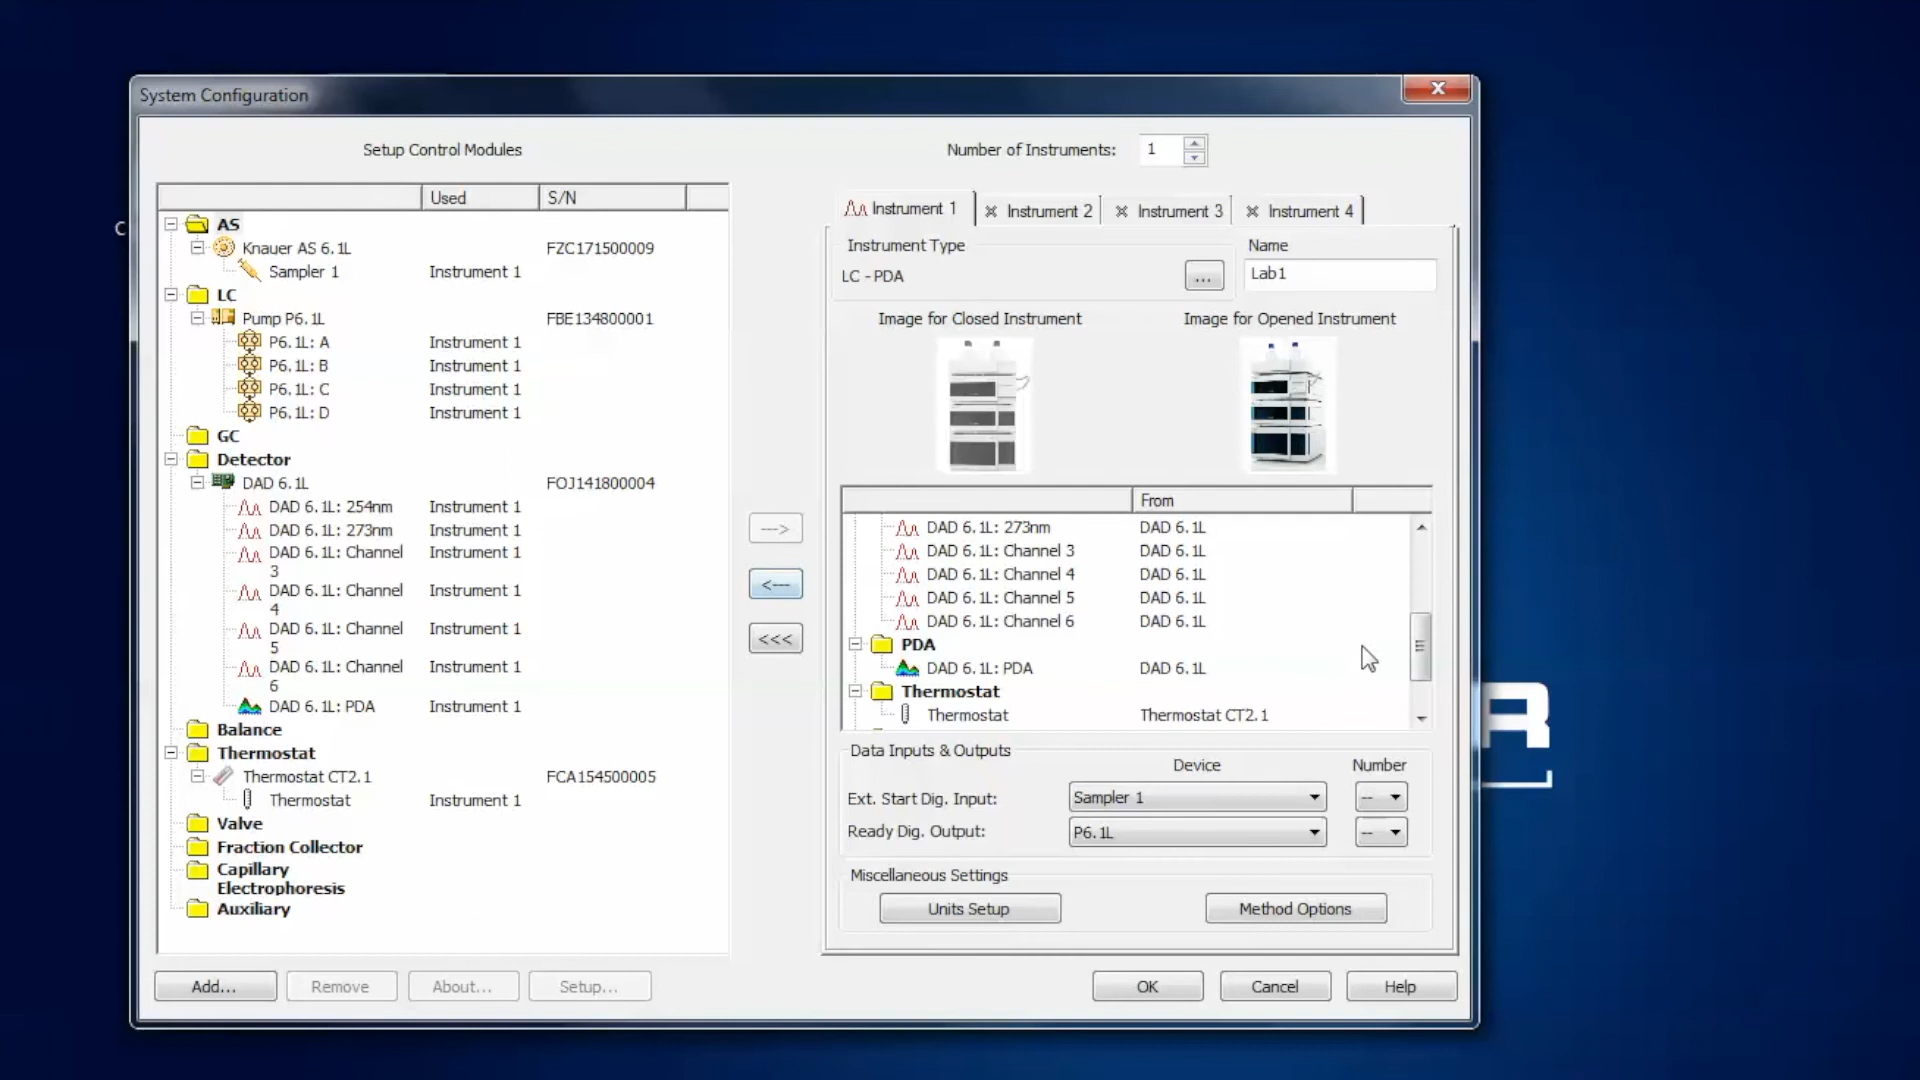 System Configuration
Setup Control Modules
Number of Instruments: 1
Used S/N
AS
Knauer AS 6.1L FZC171500009
Sampler 1 Instrument 1
LC
Pump P6.1L FBE134800001
P6.1L: A Instrument 1
P6.1L: B Instrument 1
P6.1L: C Instrument 1
P6.1L: D Instrument 1
GC
Detector
DAD 6.1L FOJ141800004
DAD 6.1L: 254nm Instrument 1
DAD 6.1L: 273nm Instrument 1
DAD 6.1L: Channel Instrument 1
3
DAD 6.1L: Channel Instrument 1
4
DAD 6.1L: Channel Instrument 1
5
DAD 6.1L: Channel Instrument 1
6
DAD 6.1L: PDA Instrument 1
Balance
Thermostat
Thermostat CT2.1 FCA154500005
Thermostat Instrument 1
Valve
Fraction Collector
Capillary
Electrophoresis
Auxiliary
Add... Remove About... Setup...
--->
<---
<<<
Instrument 1 Instrument 2 Instrument 3 Instrument 4
Instrument Type Name
LC - PDA ... Lab1
Image for Closed Instrument Image for Opened Instrument
From
DAD 6.1L: 273nm DAD 6.1L
DAD 6.1L: Channel 3 DAD 6.1L
DAD 6.1L: Channel 4 DAD 6.1L
DAD 6.1L: Channel 5 DAD 6.1L
DAD 6.1L: Channel 6 DAD 6.1L
PDA
DAD 6.1L: PDA DAD 6.1L
Thermostat
Thermostat Thermostat CT2.1
Data Inputs & Outputs
Device Number
Ext. Start Dig. Input: Sampler 1 --
Ready Dig. Output: P6.1L --
Miscellaneous Settings
Units Setup Method Options
OK Cancel Help
C
R